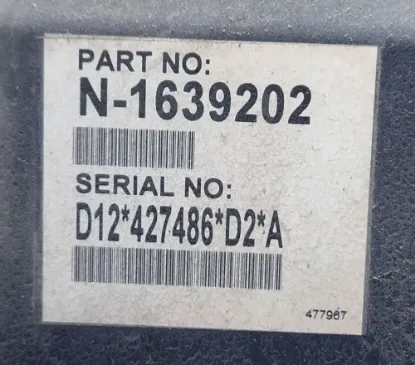 PART NO:
N-1639202
SERIAL NO:
D12*427486*D2*A
477967